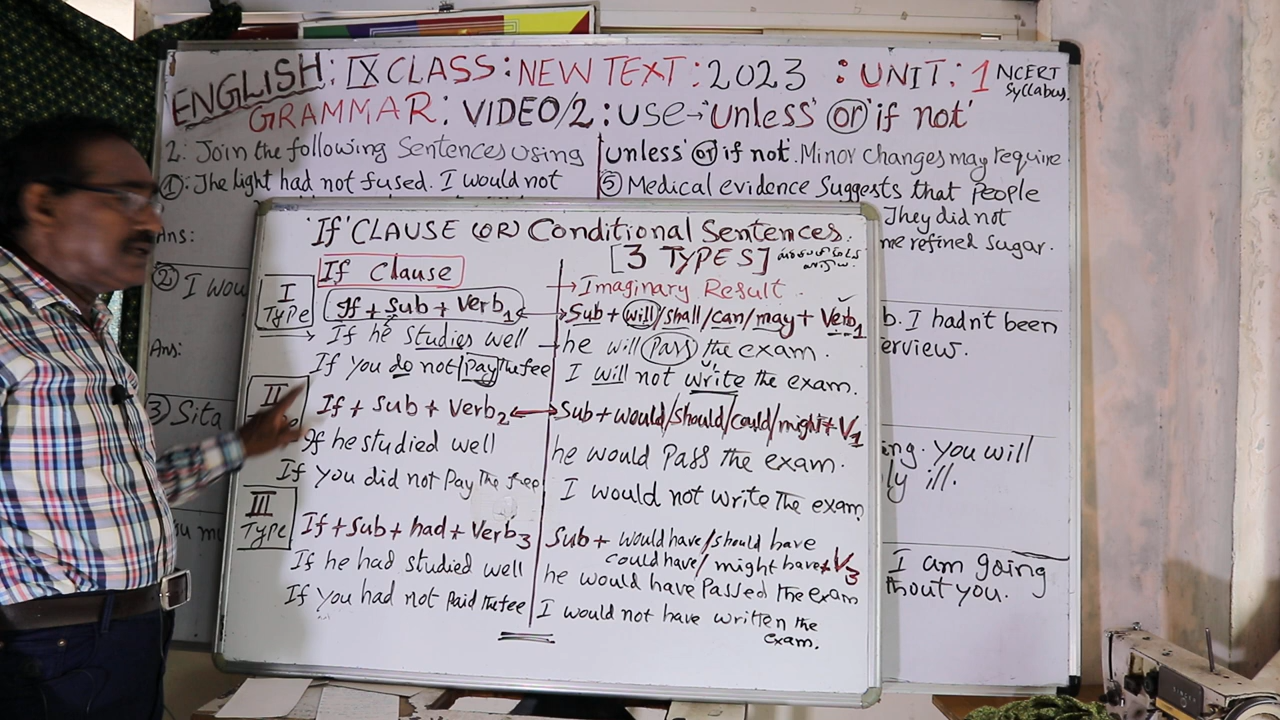 ENGLISH: IX CLASS: NEW TEXT: 2023 : UNIT: 1 NCERT Syllabus.
GRAMMAR: VIDEO/2: USE→'Unless' or 'if not'
2: Join the following Sentences using 'Unless' or 'if not'. Minor changes may require
①: The light had not fused. I would not
⑤ Medical evidence suggests that people
They did not
refined sugar.
Ans:
② I wou
b. I hadn't been
erview.
Ans:
③ Sita
ing. You will
ly ill.
I am going
thout you.
'If' CLAUSE (OR) Conditional Sentences.
[3 TYPES]
If Clause
→ Imaginary Result
I TYPE
If + Sub + Verb1
Sub + will/shall/can/may + Verb1
If he studies well
he will pass the exam.
If you do not pay the fee
I will not write the exam.
II
If + Sub + Verb2
Sub + would/should/could/might + V1
If he studied well
he would pass the exam.
If you did not pay the free
I would not write the exam
III TYPE
If + Sub + had + Verb3
Sub + would have/should have
could have/might have + V3
If he had studied well
he would have passed the exam
If you had not paid the fee
I would not have written the
exam.